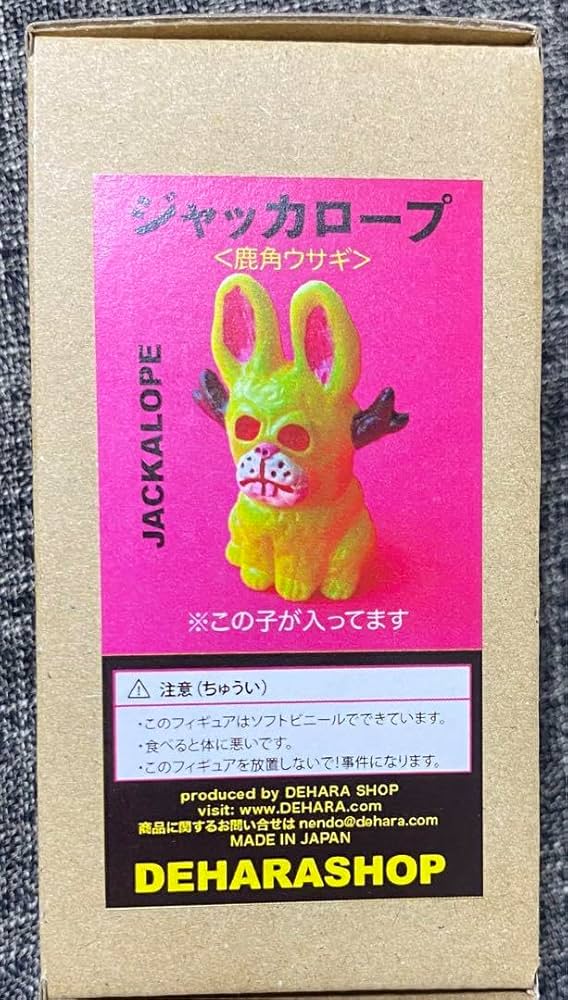 ジャッカロープ
<鹿角ウサギ>
JACKALOPE
※この子が入ってます
⚠ 注意(ちゅうい)
・このフィギュアはソフトビニールでできています。
・食べると体に悪いです。
・このフィギュアを放置しないで!事件になります。
produced by DEHARA SHOP
visit: www.DEHARA.com
商品に関するお問い合せは nendo@dehara.com
MADE IN JAPAN
DEHARASHOP